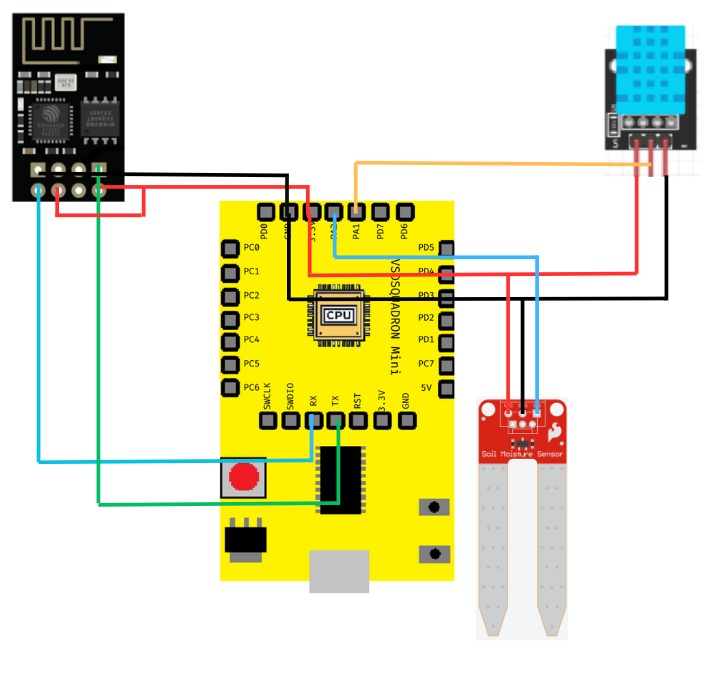 S
PD0
GND
3.3V
PA2
PA1
PD7
PD6
PC0
PC1
PC2
PC3
PC4
PC5
PC6
PD5
PD4
PD3
PD2
PD1
PC7
5V
CPU
VSDSQUADRON Mini
SWCLK
SWDIO
RX
TX
RST
3.3V
GND
Soil Moisture Sensor